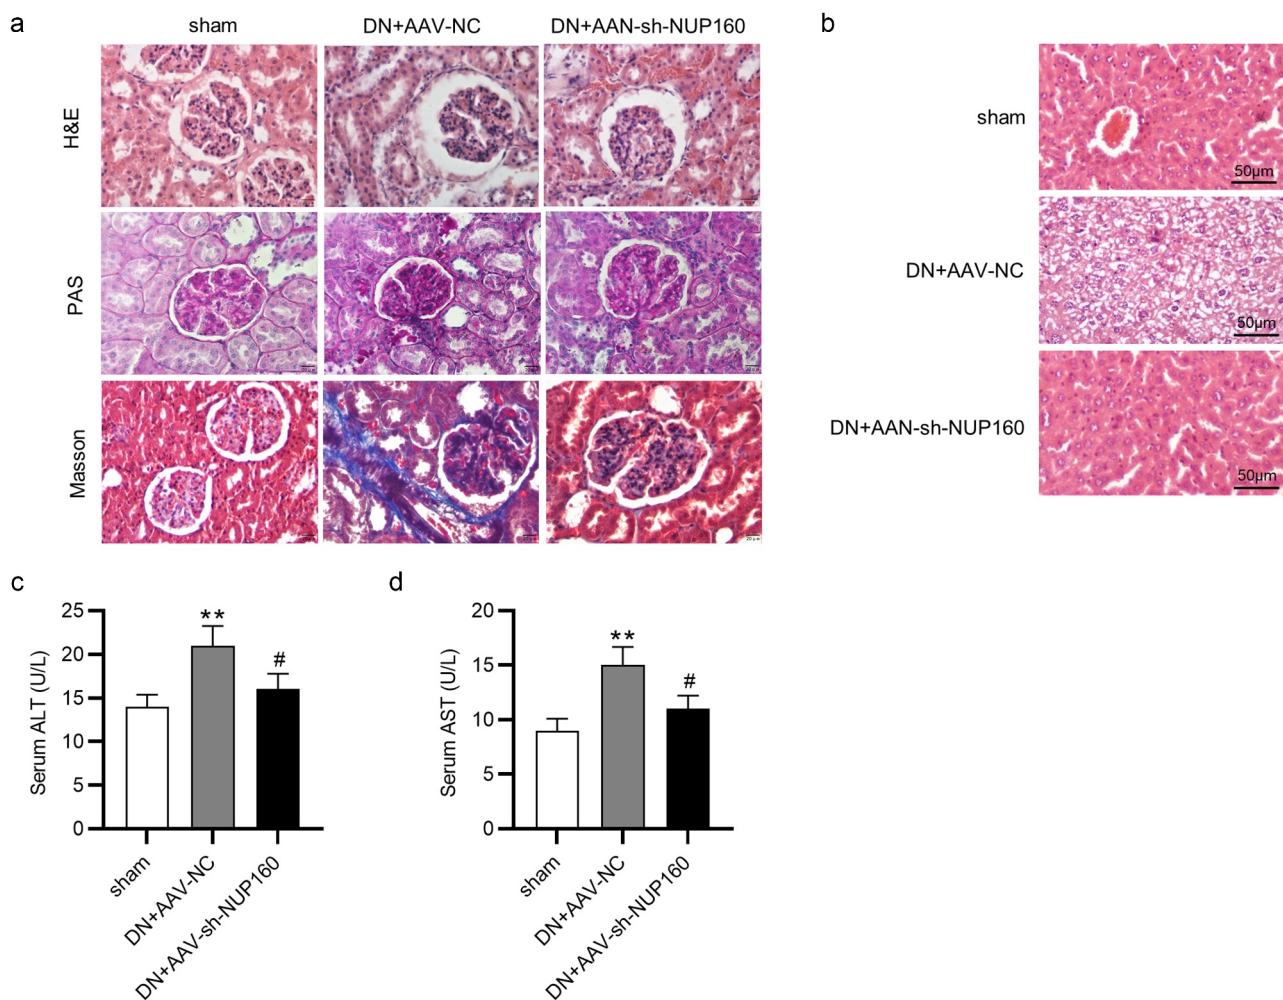 a
sham
DN+AAV-NC
DN+AAN-sh-NUP160
H&E
PAS
Masson
20 μm
b
sham
50μm
DN+AAV-NC
50μm
DN+AAN-sh-NUP160
50μm
c
25
20
15
10
5
0
Serum ALT (U/L)
**
#
sham
DN+AAV-NC
DN+AAV-sh-NUP160
d
20
15
10
5
0
Serum AST (U/L)
**
#
sham
DN+AAV-NC
DN+AAV-sh-NUP160